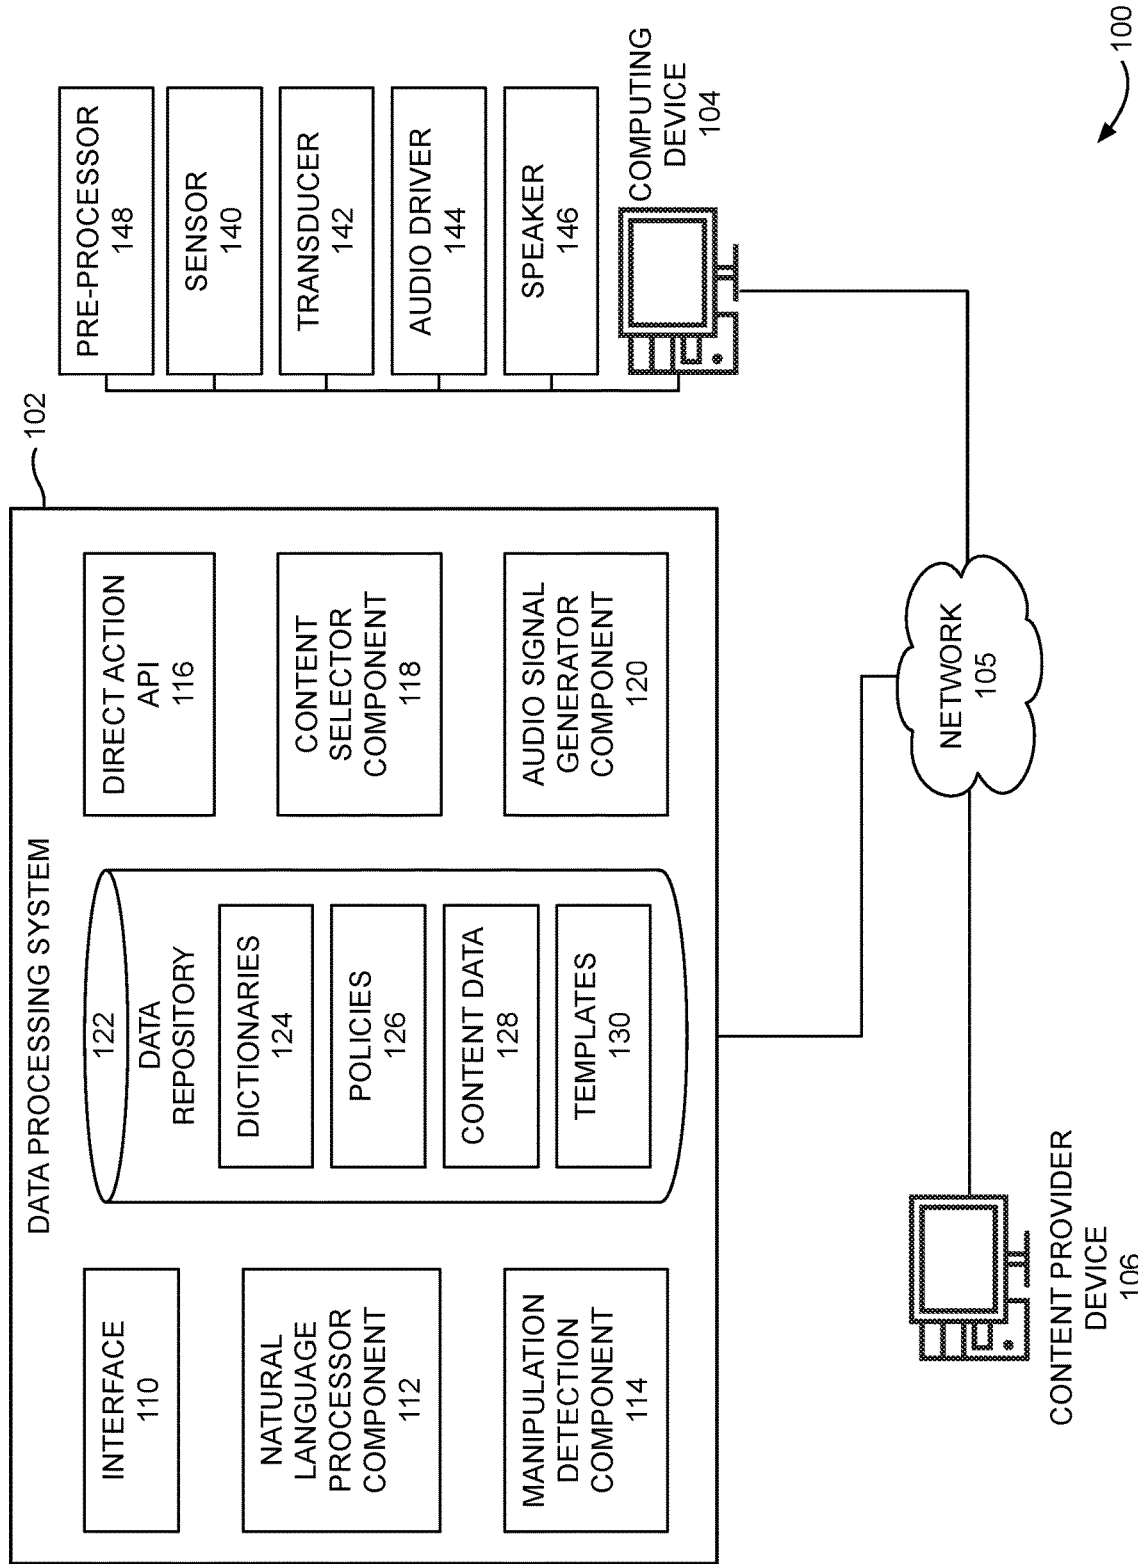 DATA PROCESSING SYSTEM
102
INTERFACE
110
NATURAL
LANGUAGE
PROCESSOR
COMPONENT
112
MANIPULATION
DETECTION
COMPONENT
114
122
DATA
REPOSITORY
DICTIONARIES
124
POLICIES
126
CONTENT DATA
128
TEMPLATES
130
DIRECT ACTION
API
116
CONTENT
SELECTOR
COMPONENT
118
AUDIO SIGNAL
GENERATOR
COMPONENT
120
PRE-PROCESSOR
148
SENSOR
140
TRANSDUCER
142
AUDIO DRIVER
144
SPEAKER
146
COMPUTING
DEVICE
104
NETWORK
105
CONTENT PROVIDER
DEVICE
106
100